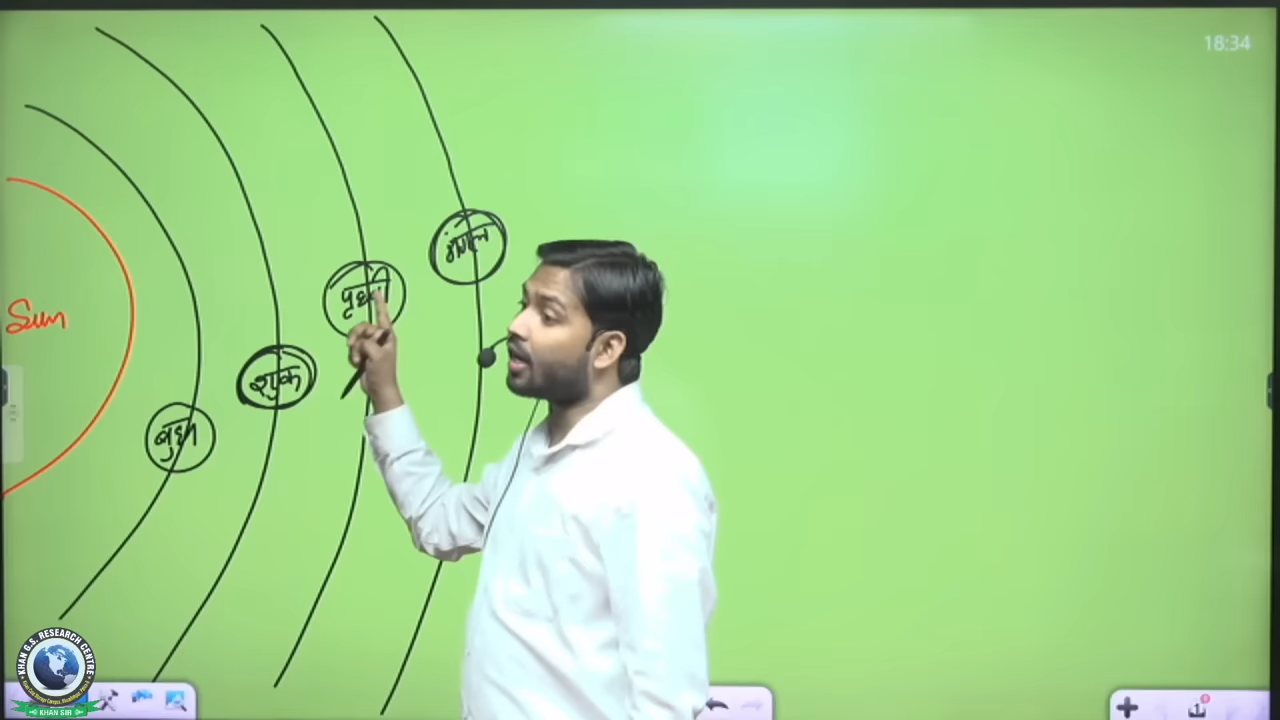 18:34
मंगल
पृथ्वी
Sun
शुक्र
बुध
KHAN G.S. RESEARCH CENTRE
KHAN SIR